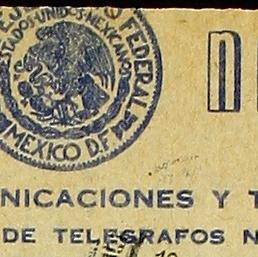 FEDERAL
ESTADOS UNIDOS MEXICANOS
MEXICO D.F.
NICACIONES Y T
DE TELEGRAFOS N